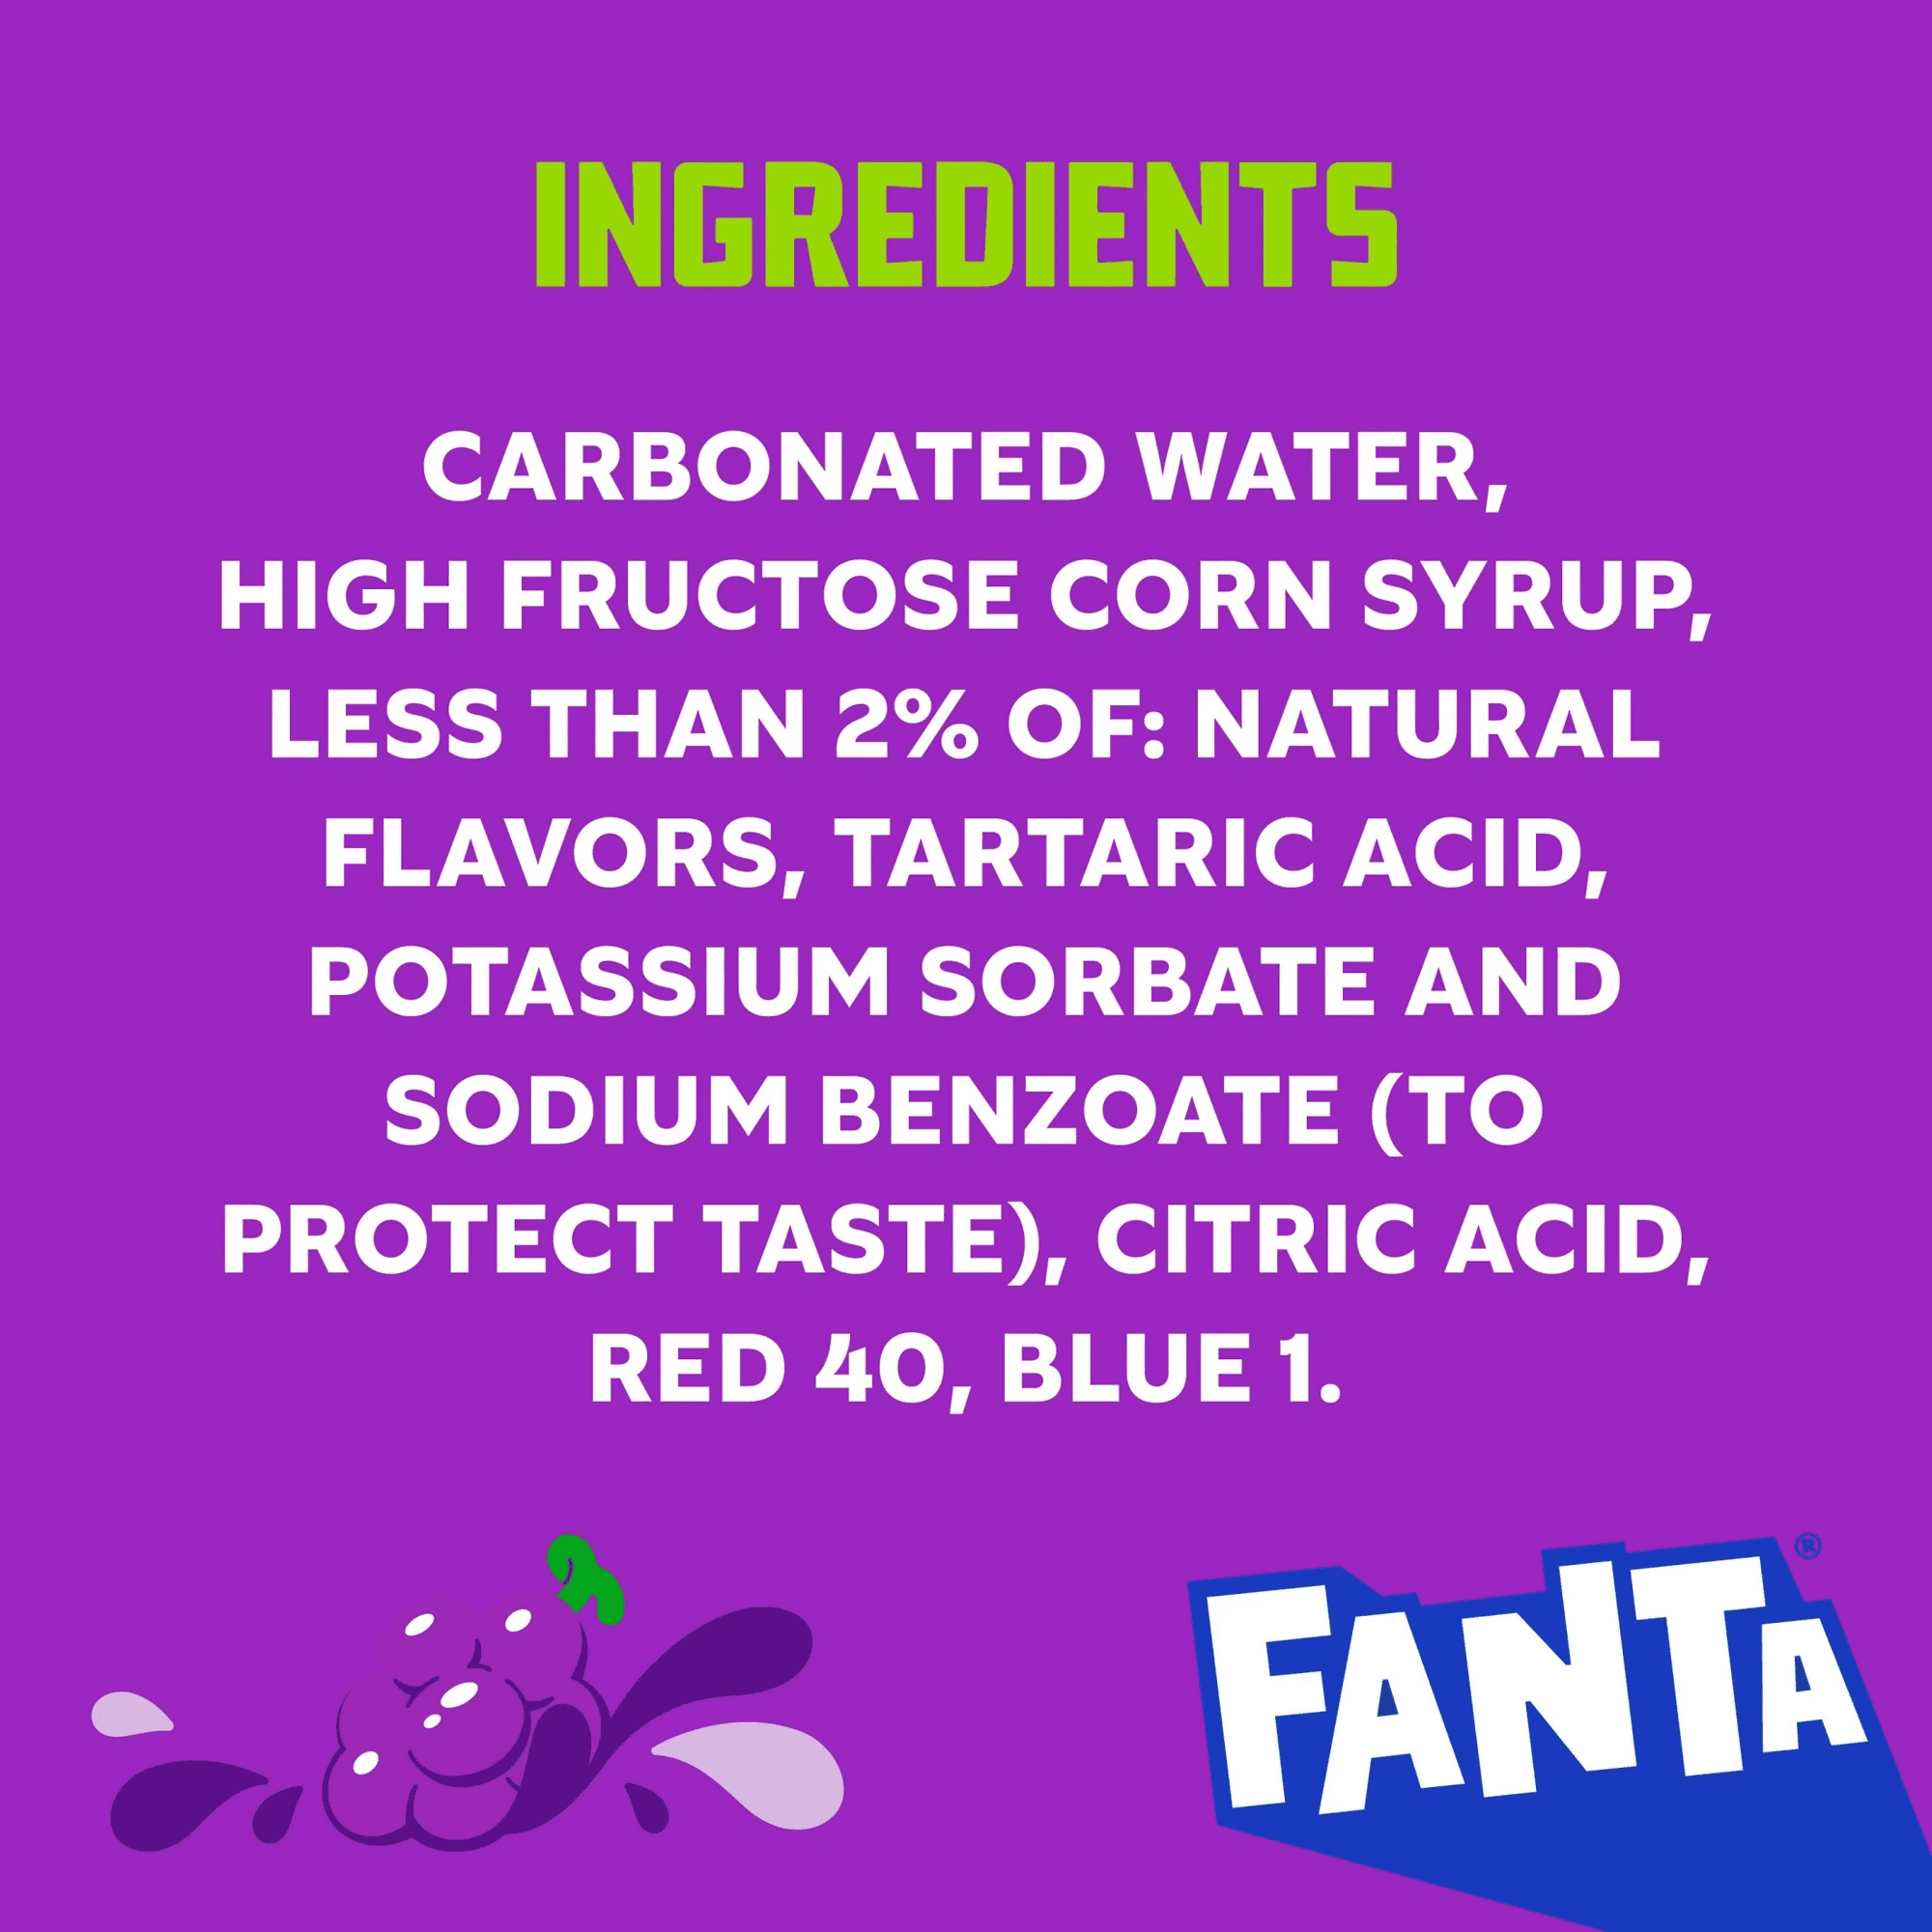 INGREDIENTS
CARBONATED WATER,
HIGH FRUCTOSE CORN SYRUP,
LESS THAN 2% OF: NATURAL
FLAVORS, TARTARIC ACID,
POTASSIUM SORBATE AND
SODIUM BENZOATE (TO
PROTECT TASTE), CITRIC ACID,
RED 40, BLUE 1.
FANTA®